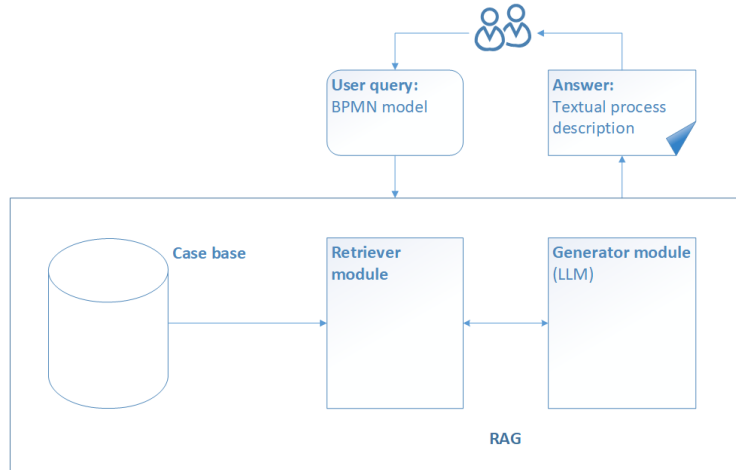 User query:
BPMN model
Answer:
Textual process
description
Case base
Retriever
module
Generator module
(LLM)
RAG